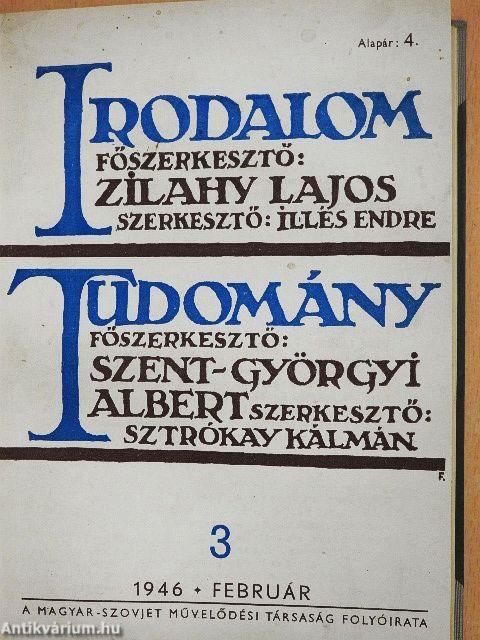 Alapár: 4.
IRODALOM
FŐSZERKESZTŐ:
ZILAHY LAJOS
SZERKESZTŐ: ILLÉS ENDRE
TUDOMÁNY
FŐSZERKESZTŐ:
SZENT-GYÖRGYI
ALBERT SZERKESZTŐ:
SZTRÓKAY KÁLMÁN
F.
3
1946 + FEBRUÁR
A MAGYAR-SZOVJET MŰVELŐDÉSI TÁRSASÁG FOLYÓIRATA
Antikvárium.hu